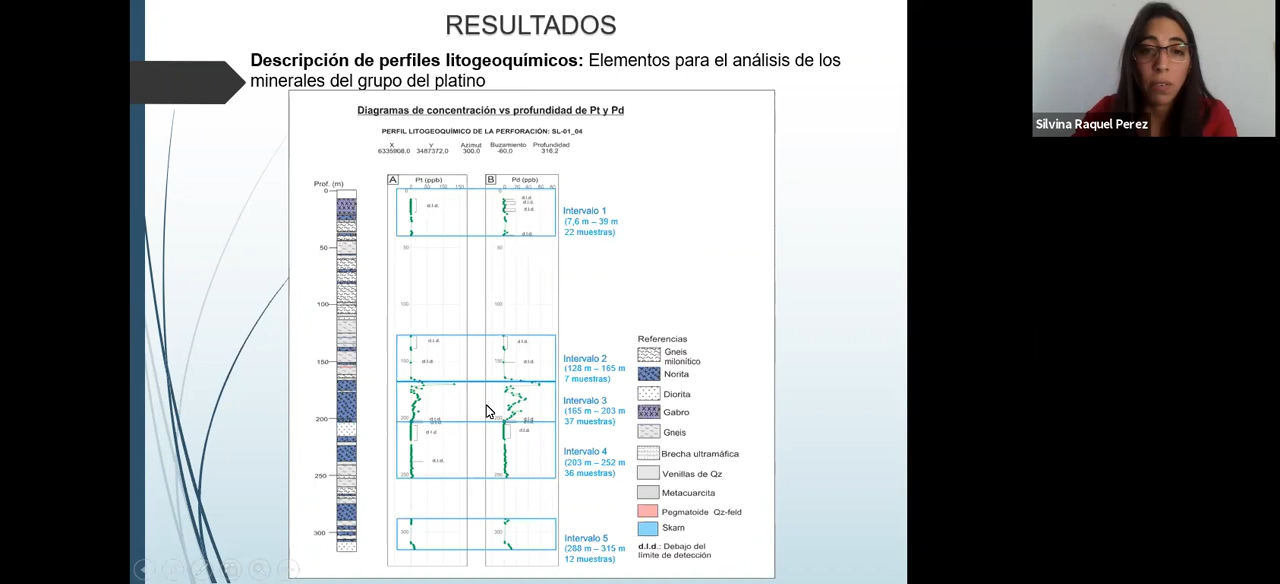 RESULTADOS
Descripción de perfiles litogeoquímicos: Elementos para el análisis de los
minerales del grupo del platino
Diagramas de concentración vs profundidad de Pt y Pd
PERFIL LITOGEOQUÍMICO DE LA PERFORACIÓN: SL-01_04
X Y Azimut Buzamiento Profundidad
6335908,0 3487372,0 300.0 -60.0 316,2
Prof. (m) A Pt (ppb) B Pd (ppb)
0
50
100
150
200
250
300
d.l.d.
Intervalo 1
(7,6 m – 39 m
22 muestras)
Intervalo 2
(128 m – 165 m
7 muestras)
Intervalo 3
(165 m – 203 m
37 muestras)
Intervalo 4
(203 m – 252 m
36 muestras)
Intervalo 5
(288 m – 315 m
12 muestras)
Referencias
Gneis
milonítico
Norita
Diorita
Gabro
Gneis
Brecha ultramáfica
Venillas de Qz
Metacuarcita
Pegmatoide Qz-feld
Skarn
d.l.d.: Debajo del
límite de detección
Silvina Raquel Perez